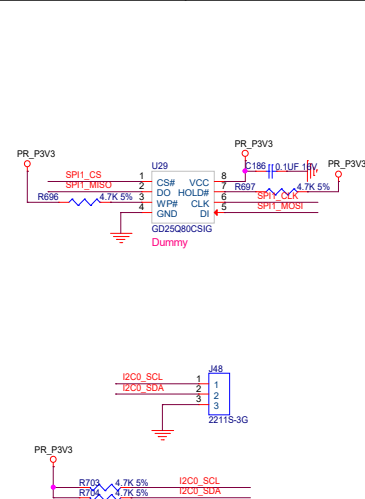 PR_P3V3
PR_P3V3
PR_P3V3
U29
C186 0.1UF 16V
SPI1_CS 1 CS# VCC 8
SPI1_MISO 2 DO HOLD# 7 R697 4.7K 5%
R696 4.7K 5% 3 WP# CLK 6 SPI1_CLK
4 GND DI 5 SPI1_MOSI
GD25Q80CSIG
Dummy
J48
I2C0_SCL 1 1
I2C0_SDA 2 2
3 3
2211S-3G
PR_P3V3
R703 4.7K 5% I2C0_SCL
R704 4.7K 5% I2C0_SDA